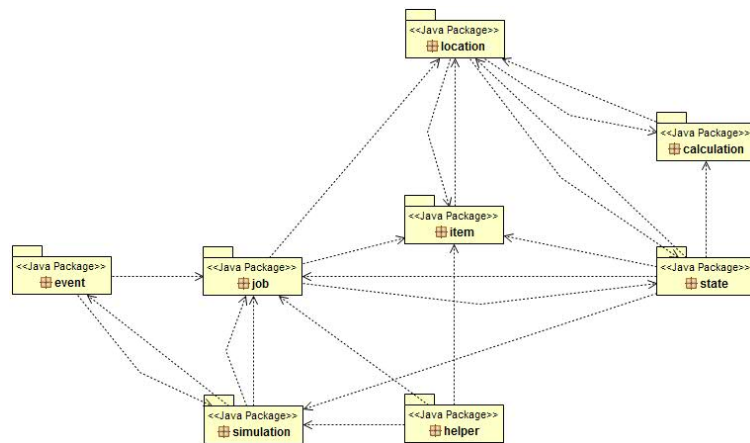 <<Java Package>>
location
<<Java Package>>
calculation
<<Java Package>>
item
<<Java Package>>
event
<<Java Package>>
job
<<Java Package>>
state
<<Java Package>>
simulation
<<Java Package>>
helper